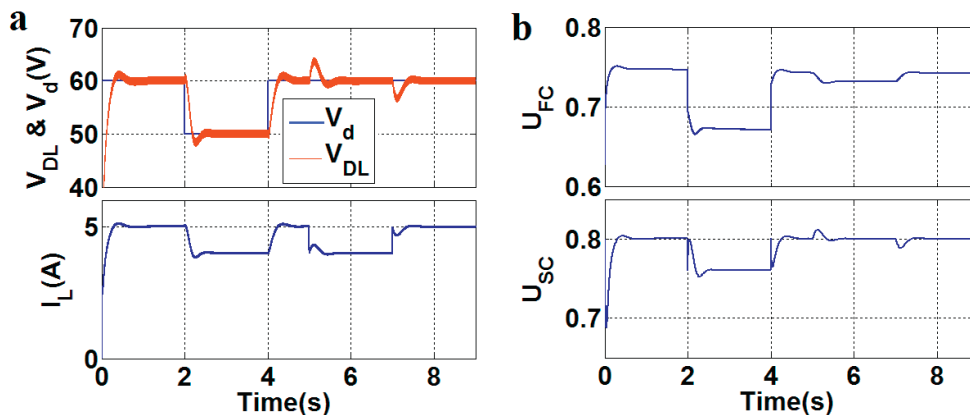 a
70
60
50
40
V_DL & V_d(V)
V_d
V_DL
5
0
I_L(A)
0 2 4 6 8
Time(s)
b
0.8
0.7
0.6
U_FC
0.8
0.7
U_SC
0 2 4 6 8
Time(s)